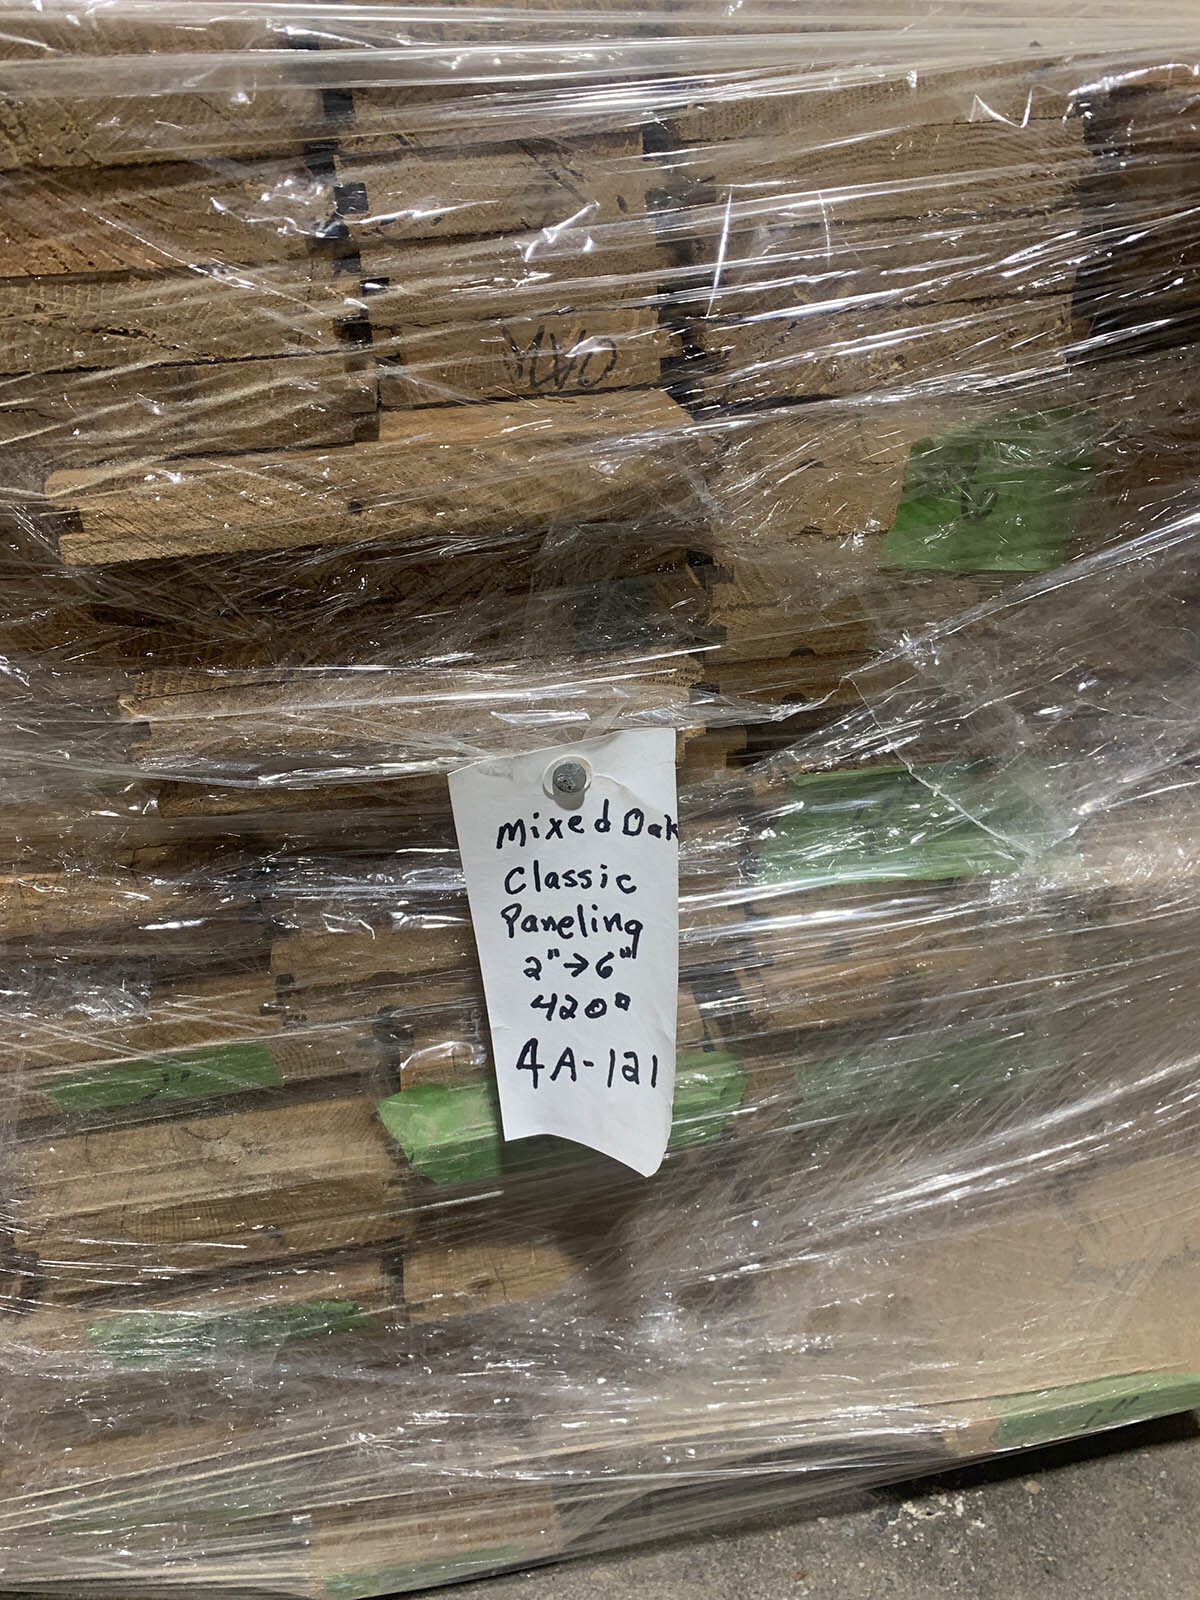 mixed Oak
Classic
Paneling
2" → 6"
420□
4A-121